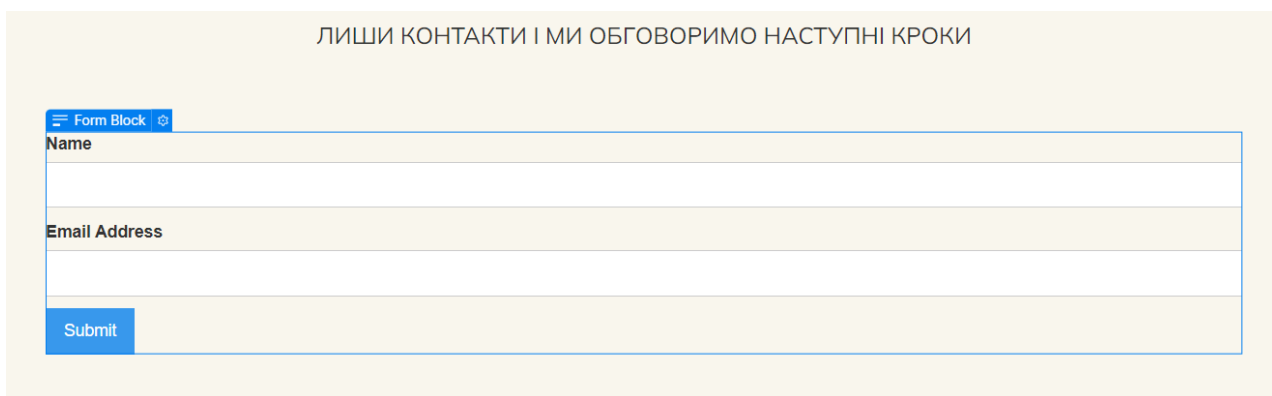 ЛИШИ КОНТАКТИ І МИ ОБГОВОРИМО НАСТУПНІ КРОКИ
Form Block
Name
Email Address
Submit